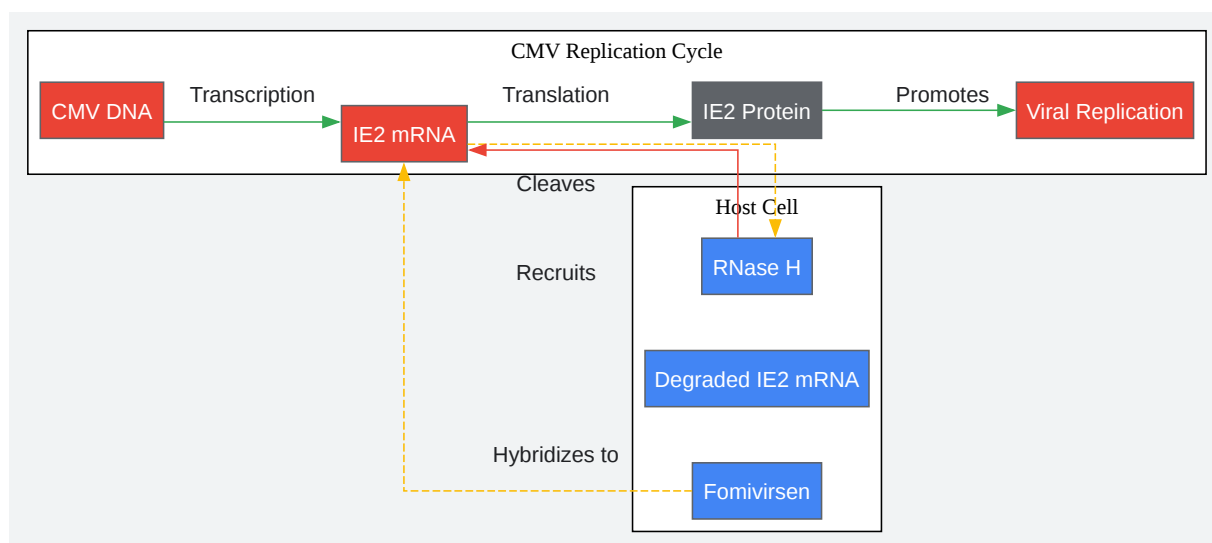 CMV Replication Cycle
CMV DNA
Transcription
IE2 mRNA
Translation
IE2 Protein
Promotes
Viral Replication
Cleaves
Host Cell
Recruits
RNase H
Degraded IE2 mRNA
Hybridizes to
Fomivirsen